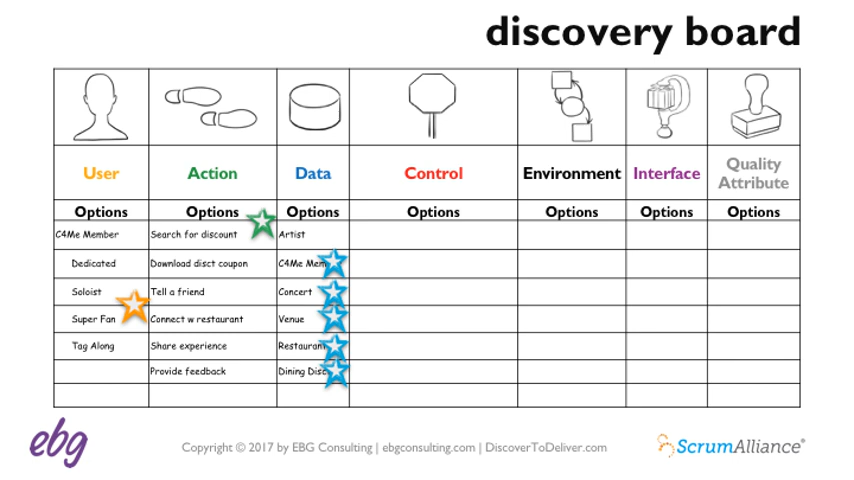 discovery board
User Action Data Control Environment Interface Quality Attribute
Options Options Options Options Options Options Options
C4Me Member Search for discount Artist
Dedicated Download disct coupon C4Me Mem
Soloist Tell a friend Concert
Super Fan Connect w restaurant Venue
Tag Along Share experience Restaurant
Provide feedback Dining Disc
ebg
Copyright © 2017 by EBG Consulting | ebgconsulting.com | DiscoverToDeliver.com
ScrumAlliance®